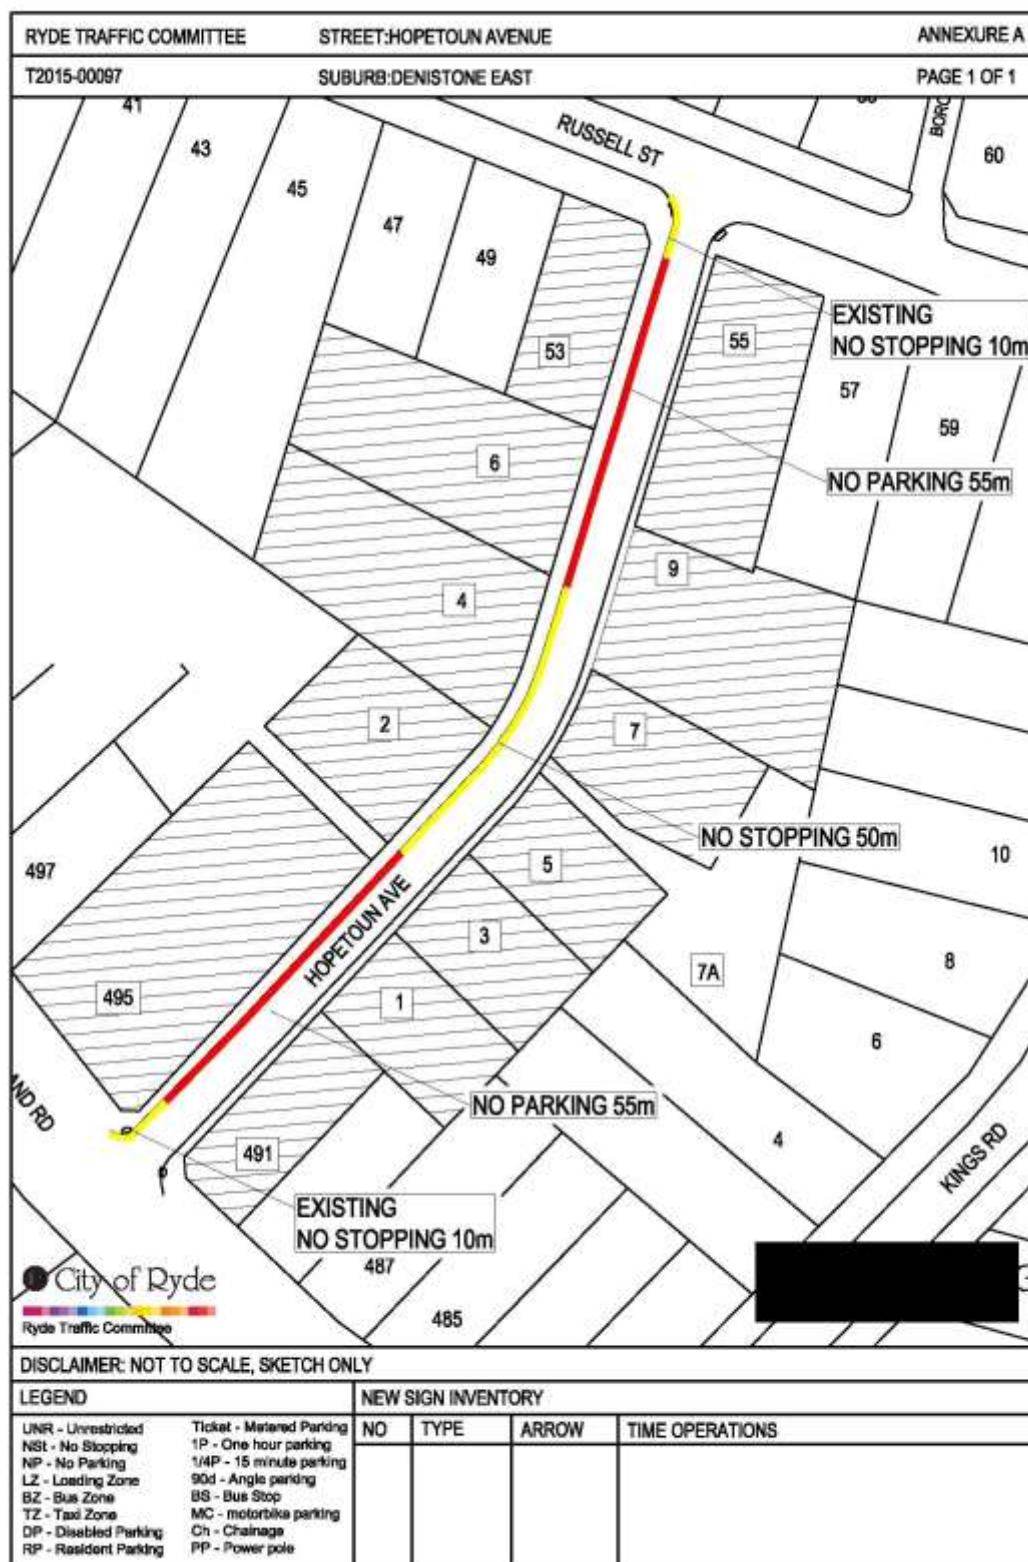 RYDE TRAFFIC COMMITTEE STREET:HOPETOUN AVENUE ANNEXURE A
T2015-00097 SUBURB:DENISTONE EAST PAGE 1 OF 1
41
43
45
47
49
RUSSELL ST
60
53
55
EXISTING
NO STOPPING 10m
57
59
6
NO PARKING 55m
9
4
2
7
NO STOPPING 50m
497
5
10
HOPETOUN AVE
3
495
1
7A
8
6
AND RD
NO PARKING 55m
491
4
KINGS RD
EXISTING
NO STOPPING 10m
487
City of Ryde
Ryde Traffic Committee
485
DISCLAIMER: NOT TO SCALE, SKETCH ONLY
LEGEND
UNR - Unrestricted
NSt - No Stopping
NP - No Parking
LZ - Loading Zone
BZ - Bus Zone
TZ - Taxi Zone
DP - Disabled Parking
RP - Resident Parking
Ticket - Metered Parking
1P - One hour parking
1/4P - 15 minute parking
90d - Angle parking
BS - Bus Stop
MC - motorbike parking
Ch - Chainage
PP - Power pole
NEW SIGN INVENTORY
NO TYPE ARROW TIME OPERATIONS